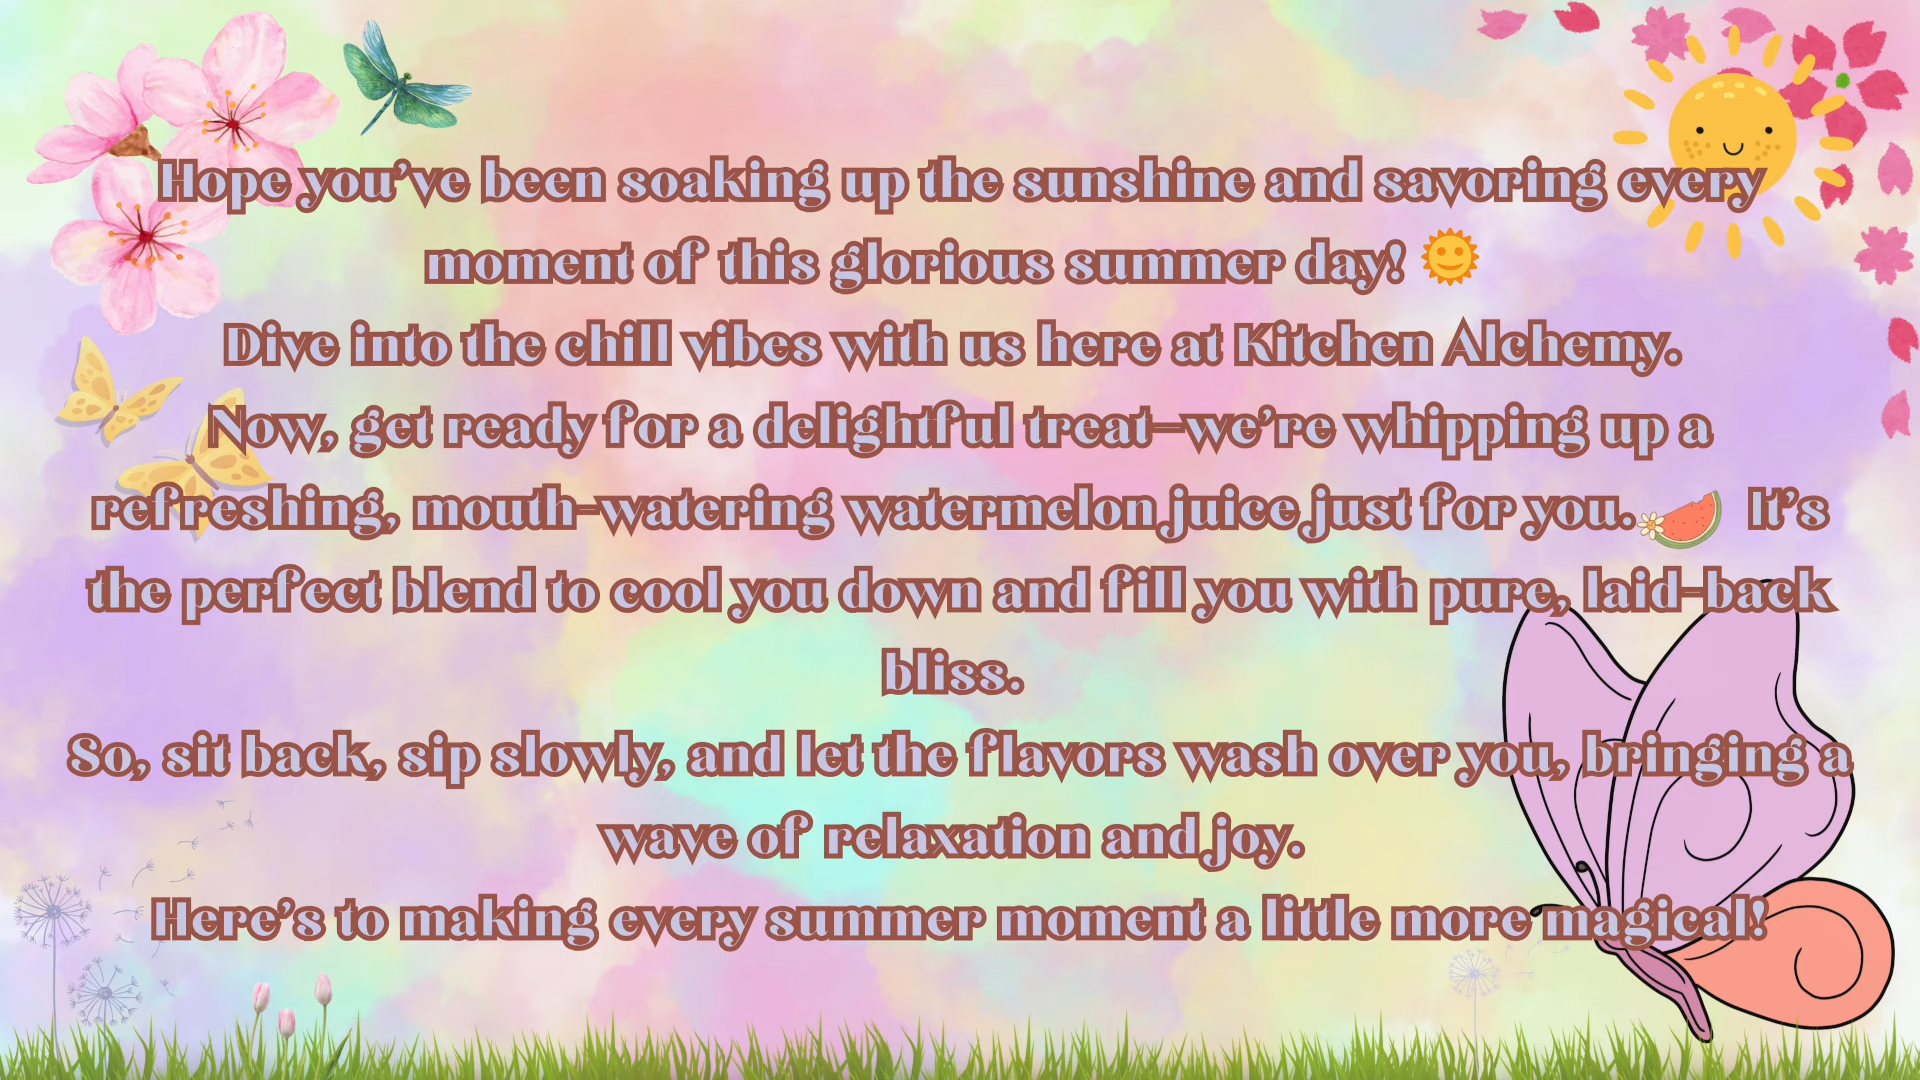 Hope you’ve been soaking up the sunshine and savoring every
moment of this glorious summer day! 🌞
Dive into the chill vibes with us here at Kitchen Alchemy.
Now, get ready for a delightful treat—we’re whipping up a
refreshing, mouth-watering watermelon juice just for you. It’s
the perfect blend to cool you down and fill you with pure, laid-back
bliss.
So, sit back, sip slowly, and let the flavors wash over you, bringing a
wave of relaxation and joy.
Here’s to making every summer moment a little more magical!